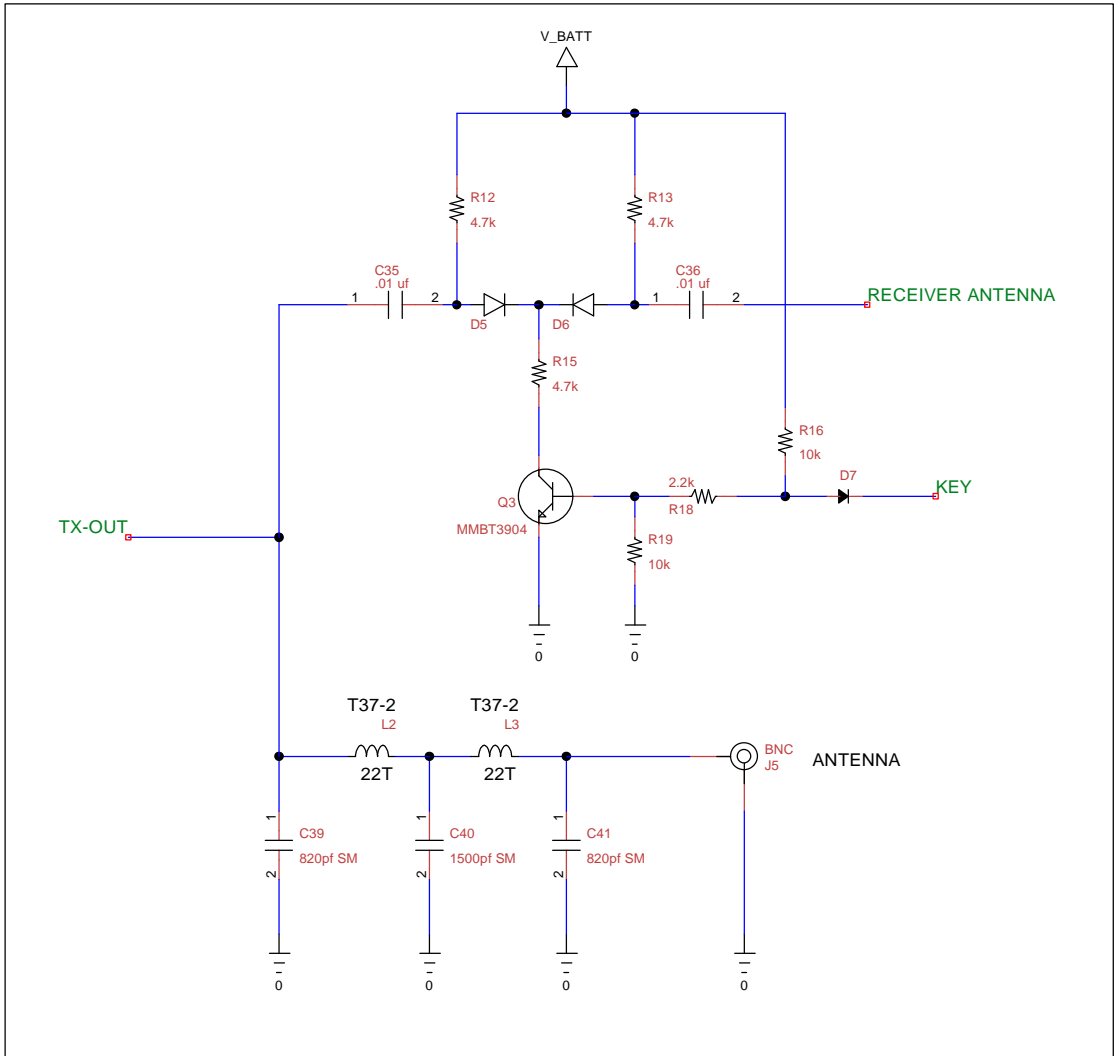 V_BATT
R12
4.7k
R13
4.7k
C35
.01 uf
1
2
D5
D6
C36
.01 uf
1
2
RECEIVER ANTENNA
R15
4.7k
R16
10k
D7
KEY
2.2k
R18
Q3
MMBT3904
R19
10k
TX-OUT
0
0
T37-2
L2
22T
T37-2
L3
22T
BNC
J5
ANTENNA
1
C39
820pf SM
2
1
C40
1500pf SM
2
1
C41
820pf SM
2
0
0
0
0